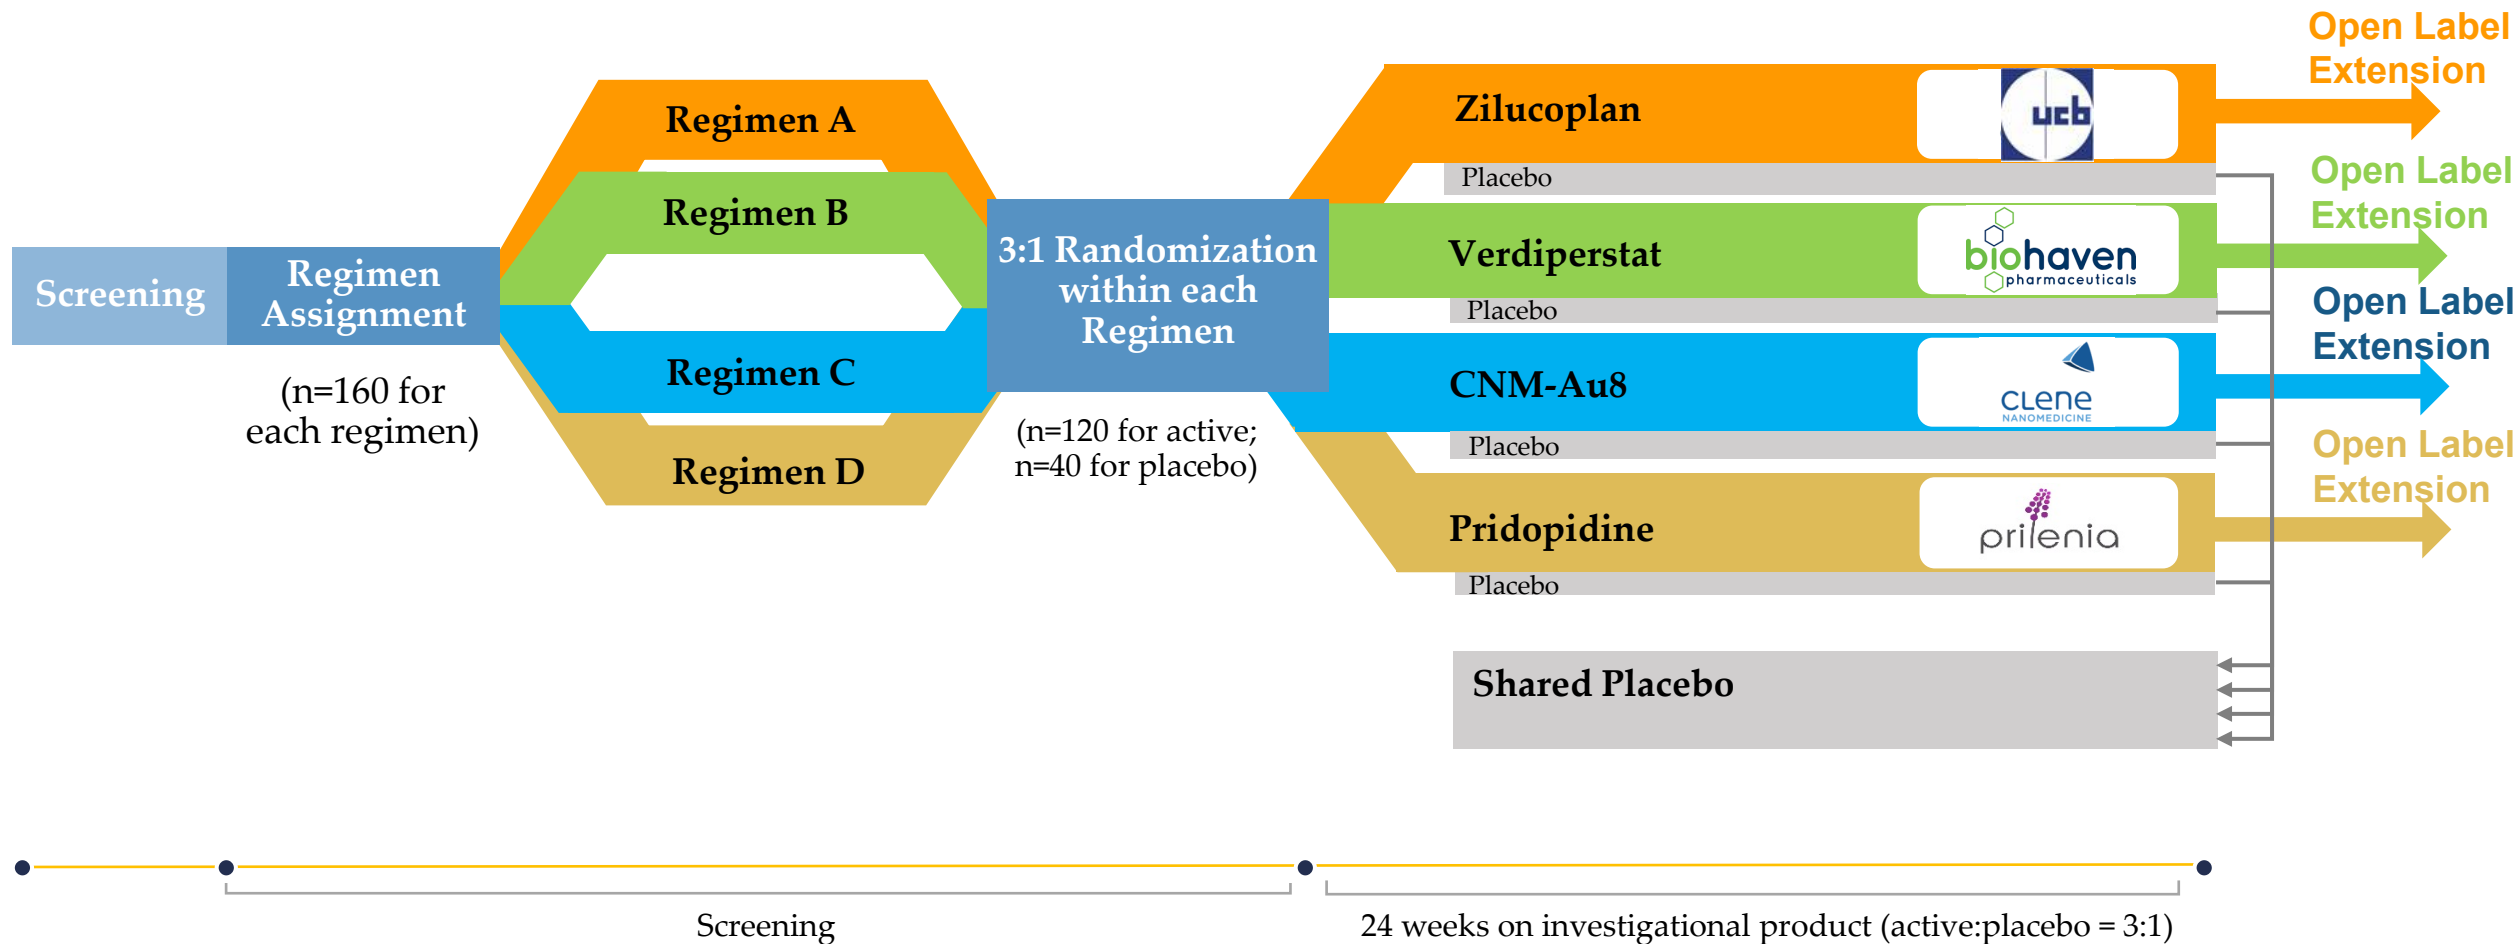 Screening
Regimen
Assignment
(n=160 for
each regimen)
Regimen A
Regimen B
Regimen C
Regimen D
3:1 Randomization
within each
Regimen
(n=120 for active;
n=40 for placebo)
Zilucoplan
ucb
Placebo
Verdiperstat
biohaven
pharmaceuticals
Placebo
CNM-Au8
CLene
NANOMEDICINE
Placebo
Pridopidine
prilenia
Placebo
Shared Placebo
Open Label
Extension
Open Label
Extension
Open Label
Extension
Open Label
Extension
Screening
24 weeks on investigational product (active:placebo = 3:1)